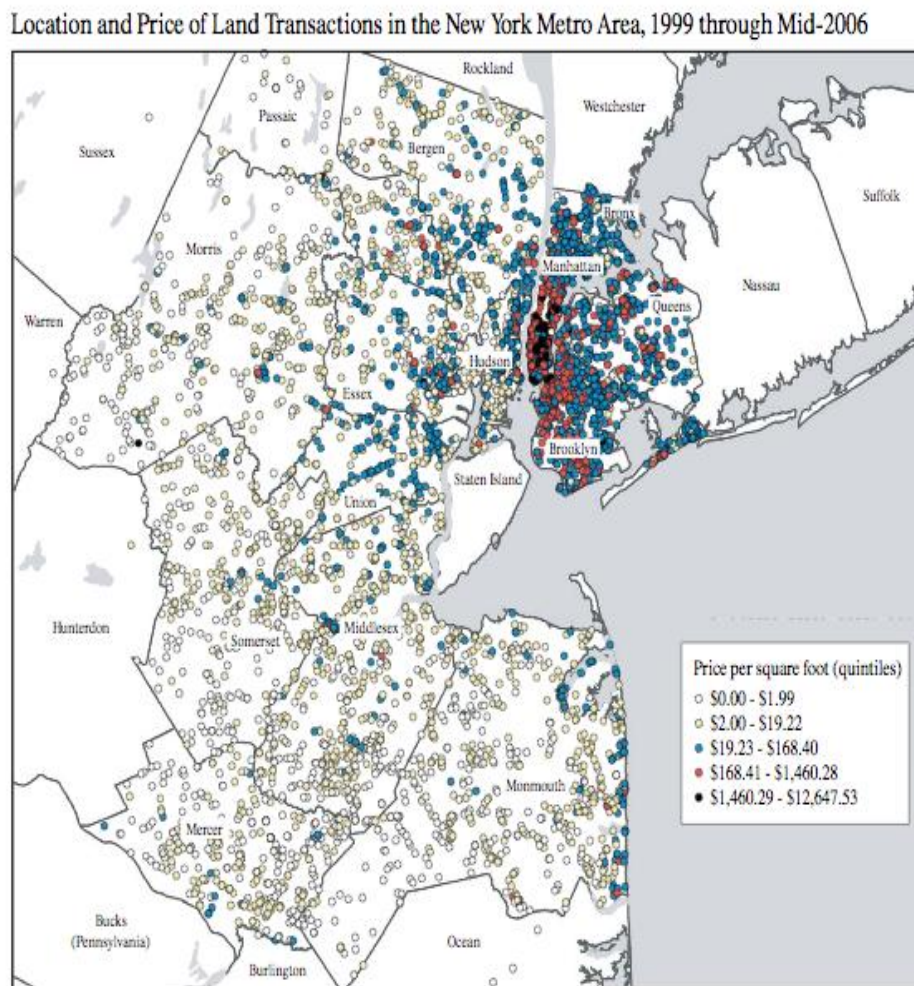 Location and Price of Land Transactions in the New York Metro Area, 1999 through Mid-2006
Rockland
Westchester
Passaic
Sussex
Bergen
Suffolk
Bronx
Morris
Manhattan
Nassau
Queens
Warren
Hudson
Essex
Brooklyn
Staten Island
Union
Hunterdon
Somerset
Middlesex
Price per square foot (quintiles)
$0.00 - $1.99
$2.00 - $19.22
$19.23 - $168.40
$168.41 - $1,460.28
$1,460.29 - $12,647.53
Monmouth
Mercer
Bucks
(Pennsylvania)
Ocean
Burlington